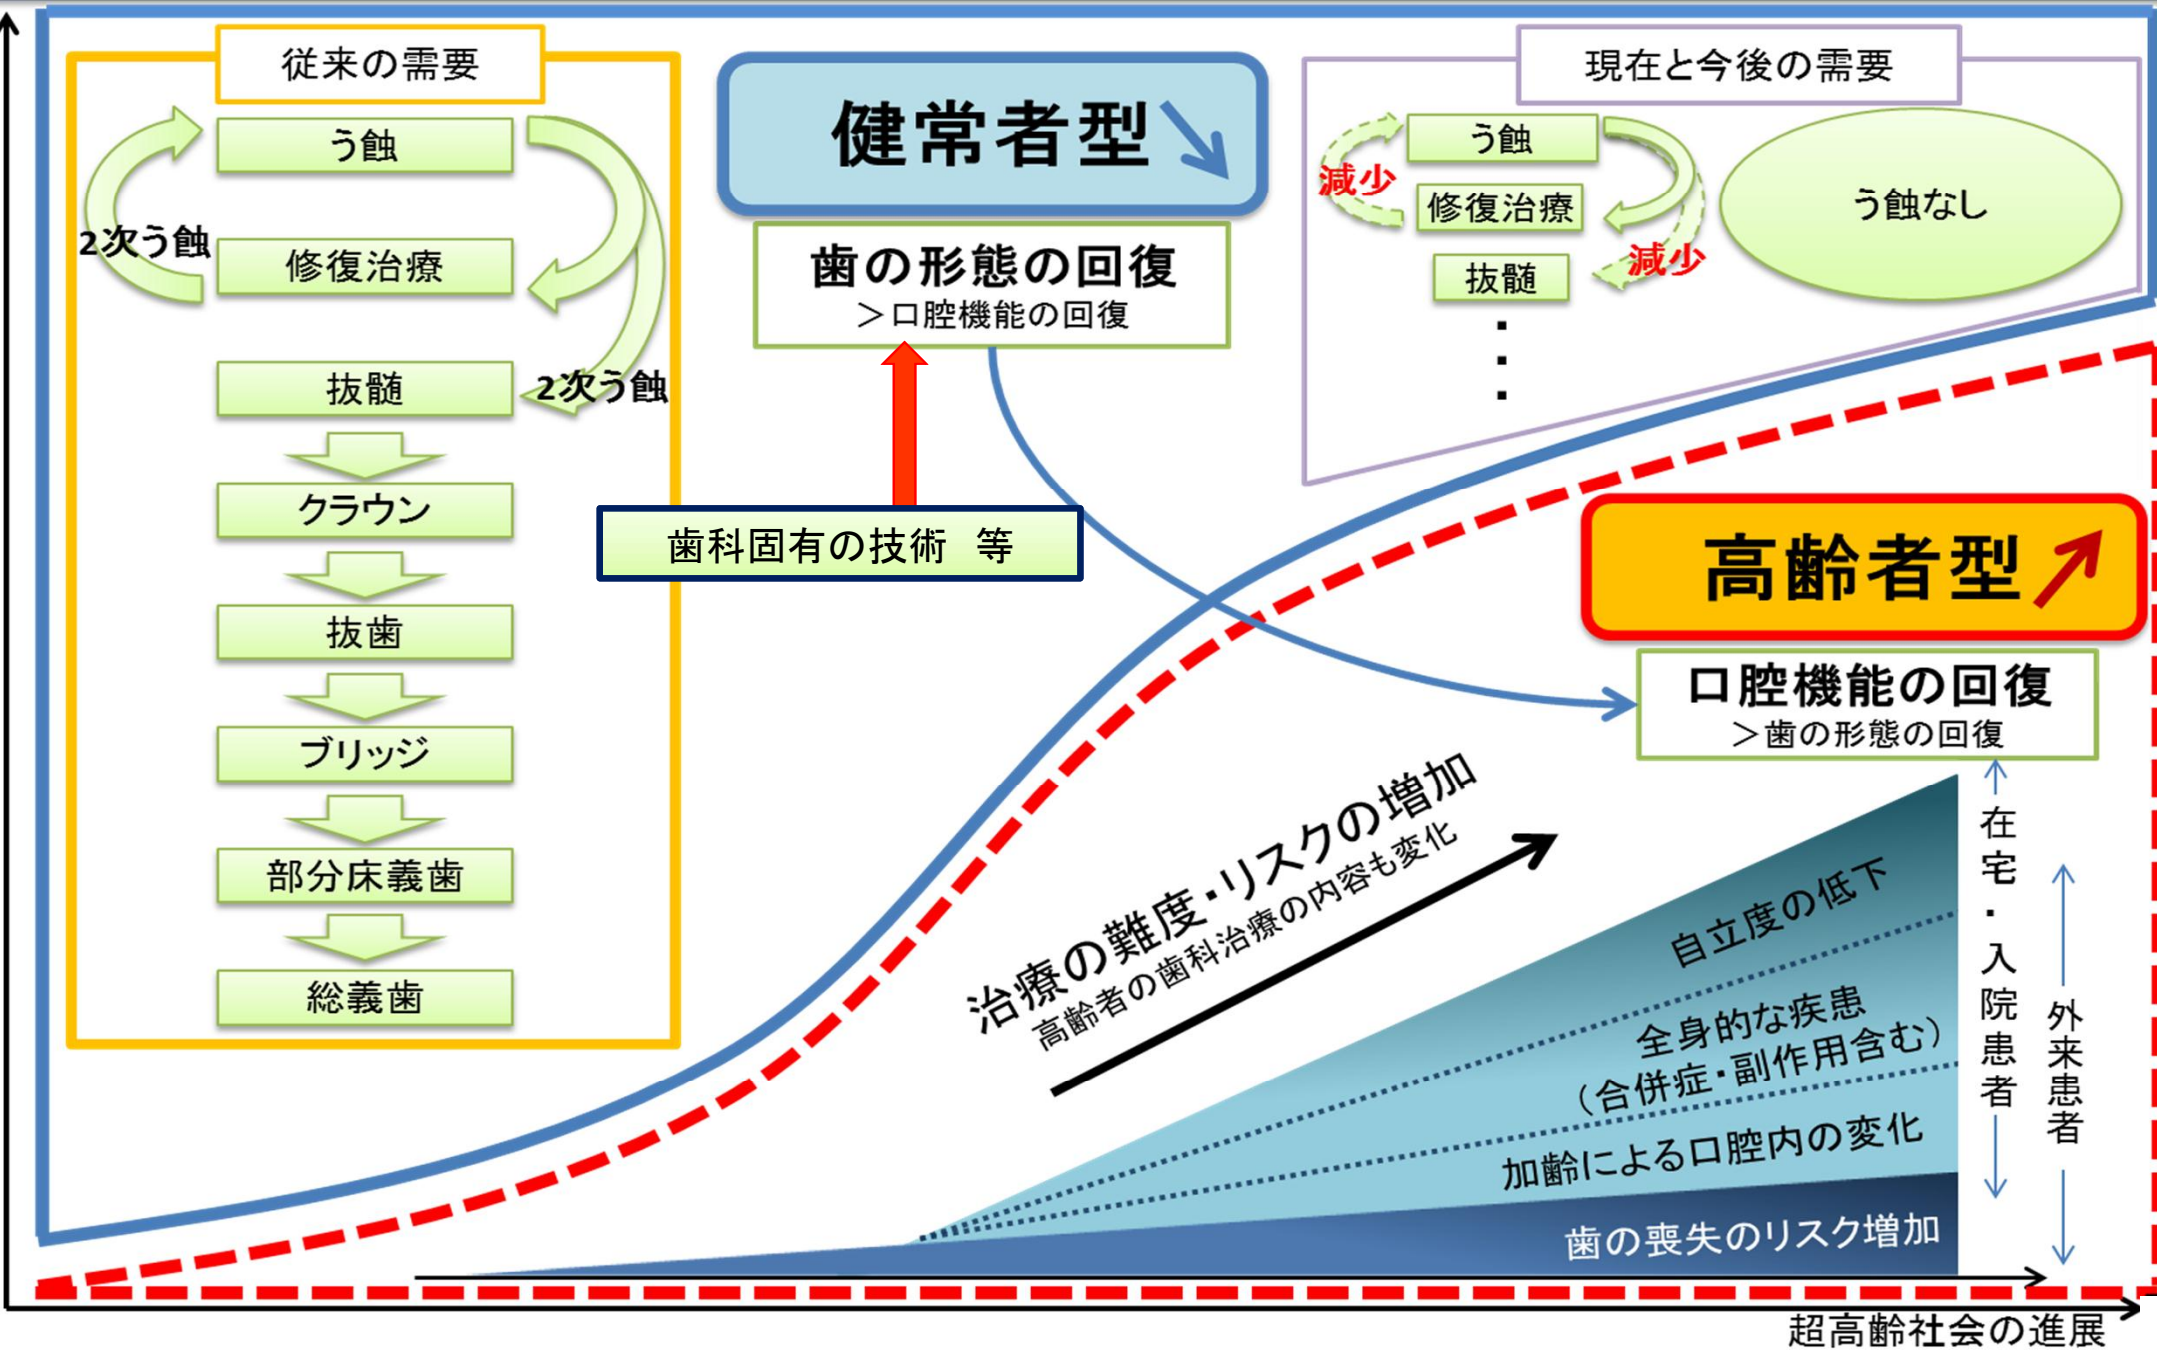 従来の需要
う蝕
2次う蝕
修復治療
抜髄
2次う蝕
クラウン
抜歯
ブリッジ
部分床義歯
総義歯
健常者型
歯の形態の回復
>口腔機能の回復
歯科固有の技術 等
現在と今後の需要
う蝕
減少
修復治療
減少
抜髄
・
・
・
う蝕なし
高齢者型
口腔機能の回復
>歯の形態の回復
治療の難度・リスクの増加
高齢者の歯科治療の内容も変化
自立度の低下
全身的な疾患
(合併症・副作用含む)
加齢による口腔内の変化
歯の喪失のリスク増加
在宅・入院患者
外来患者
超高齢社会の進展